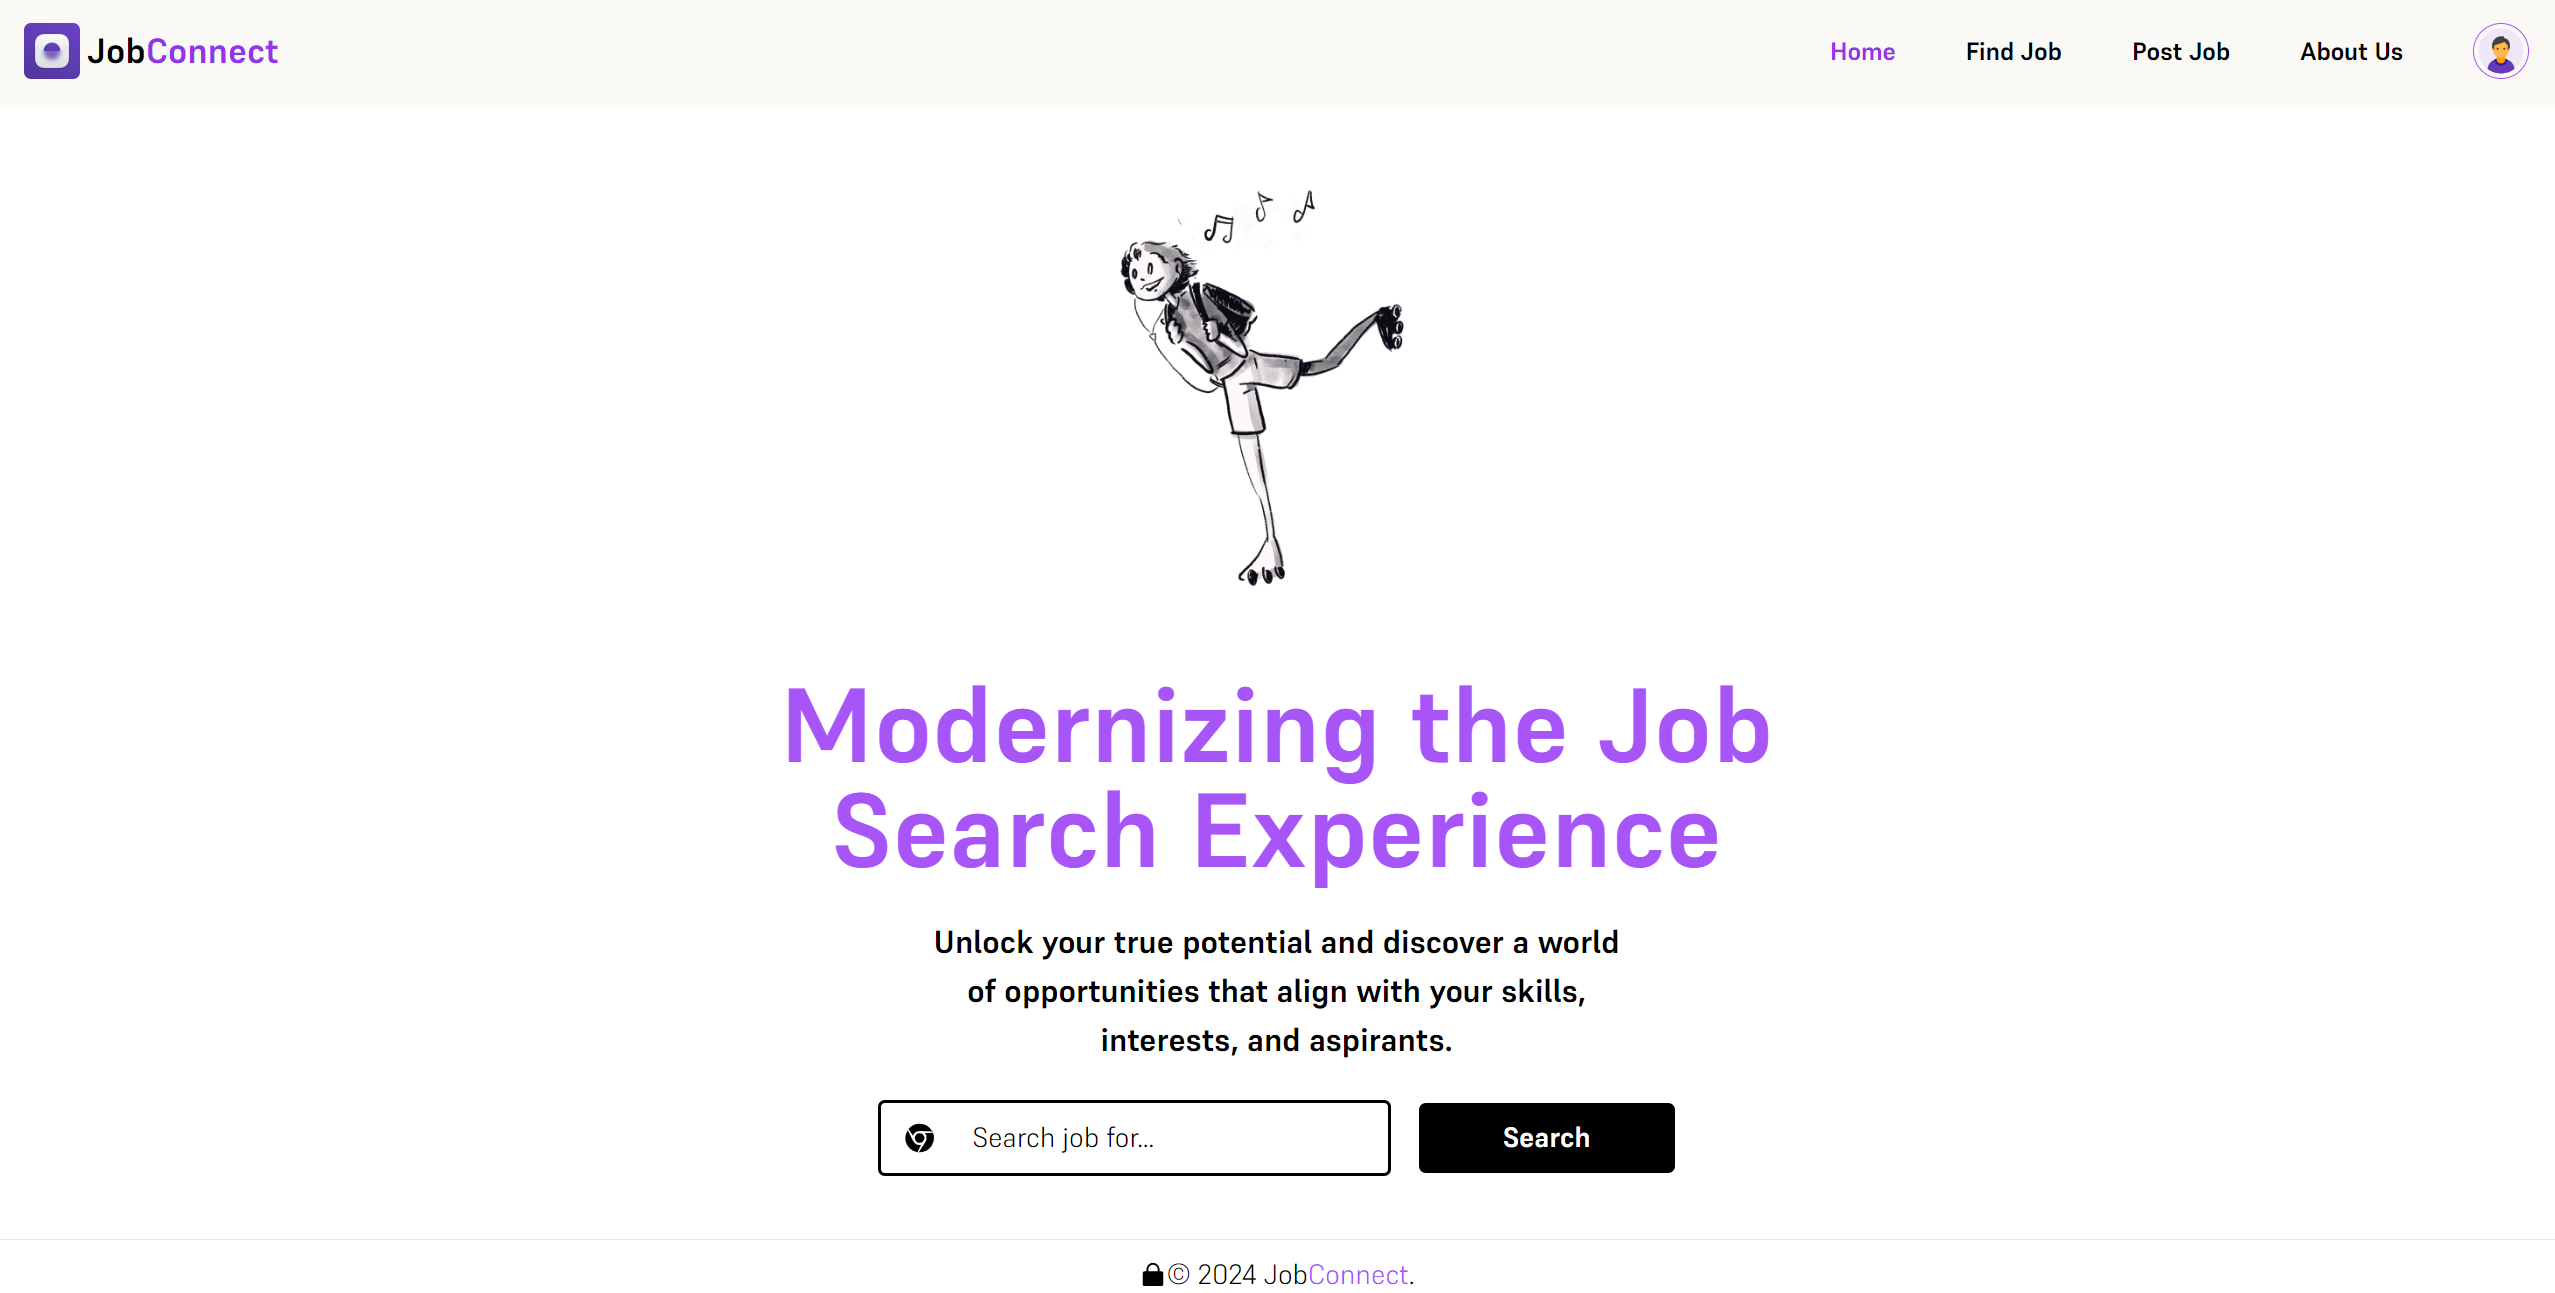 JobConnect
Home
Find Job
Post Job
About Us
Modernizing the Job
Search Experience
Unlock your true potential and discover a world
of opportunities that align with your skills,
interests, and aspirants.
Search job for...
Search
© 2024 JobConnect.